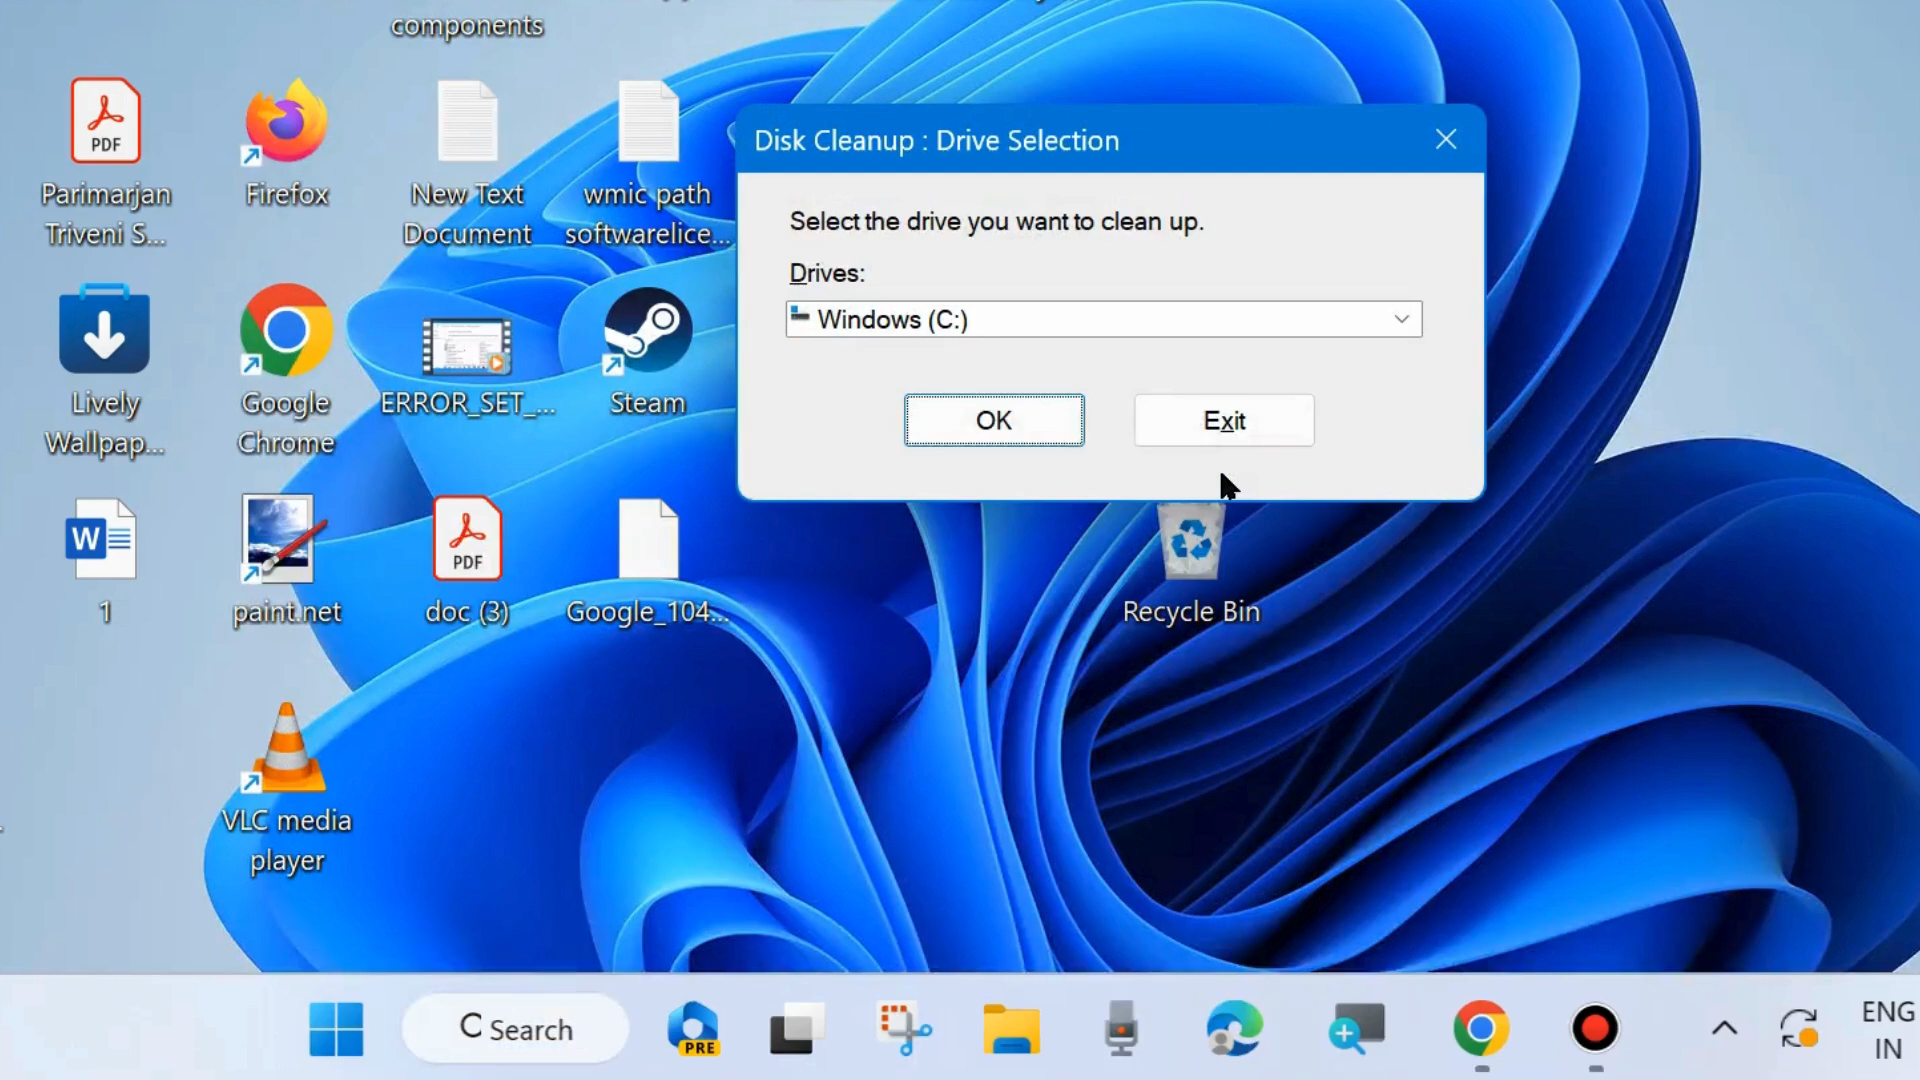 components
PDF
Parimarjan
Triveni S...
Firefox
New Text
Document
wmic path
softwarelice...
Disk Cleanup : Drive Selection
Select the drive you want to clean up.
Drives:
Windows (C:)
OK
Exit
Lively
Wallpap...
Google
Chrome
ERROR_SET_...
Steam
W
1
paint.net
PDF
doc (3)
Google_104...
Recycle Bin
VLC media
player
Search
PRE
ENG
IN